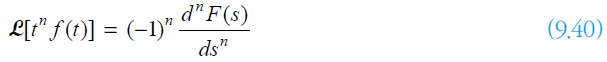 ℒ[tⁿ f(t)] = (−1)ⁿ dⁿF(s)/dsⁿ (9.40)